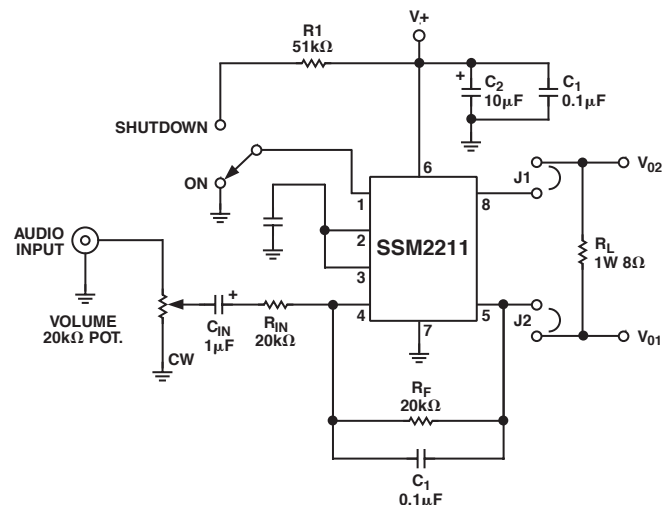 V+
R1
51kΩ
C2
10μF
C1
0.1μF
SHUTDOWN
ON
6
1
2
3
4
SSM2211
8
5
7
J1
J2
V02
RL
1W 8Ω
V01
AUDIO
INPUT
VOLUME
20kΩ POT.
CW
CIN
1μF
RIN
20kΩ
RF
20kΩ
C1
0.1μF
+
+